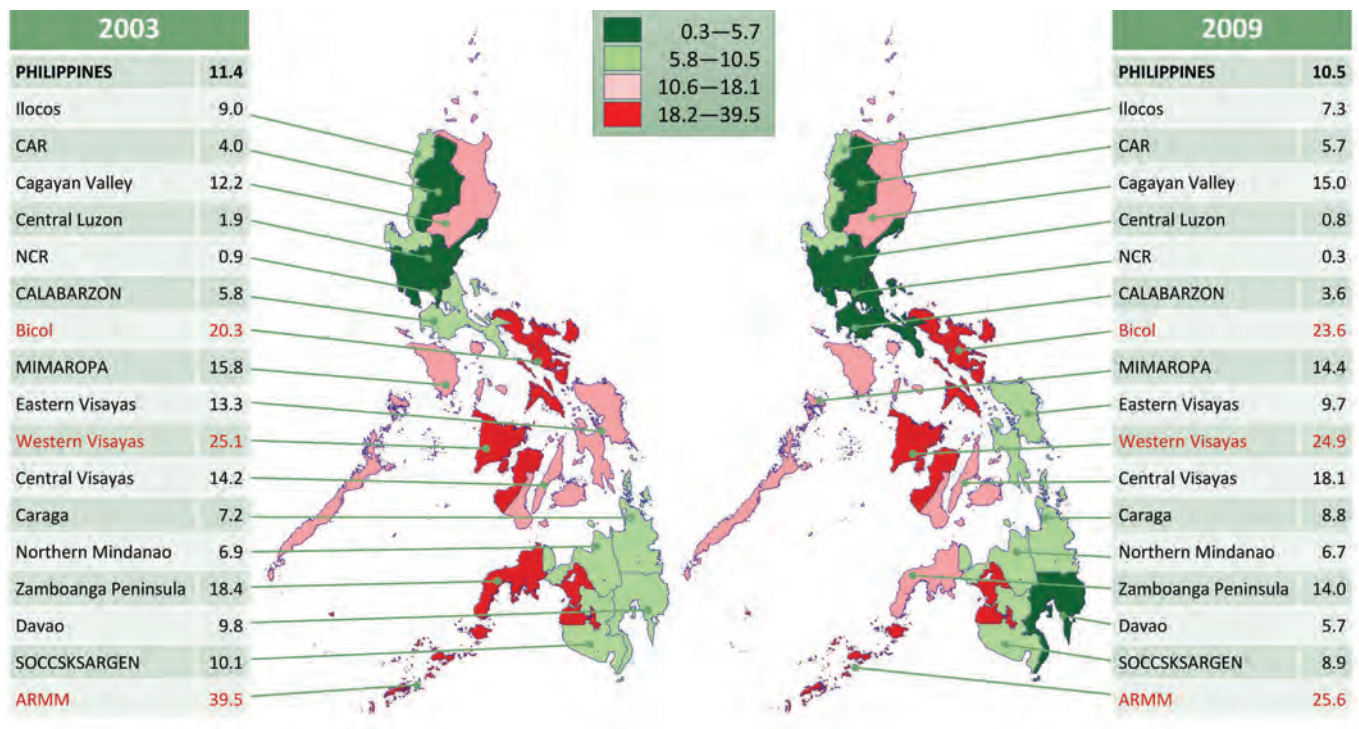 2003
PHILIPPINES 11.4
Ilocos 9.0
CAR 4.0
Cagayan Valley 12.2
Central Luzon 1.9
NCR 0.9
CALABARZON 5.8
Bicol 20.3
MIMAROPA 15.8
Eastern Visayas 13.3
Western Visayas 25.1
Central Visayas 14.2
Caraga 7.2
Northern Mindanao 6.9
Zamboanga Peninsula 18.4
Davao 9.8
SOCCSKSARGEN 10.1
ARMM 39.5
0.3—5.7
5.8—10.5
10.6—18.1
18.2—39.5
2009
PHILIPPINES 10.5
Ilocos 7.3
CAR 5.7
Cagayan Valley 15.0
Central Luzon 0.8
NCR 0.3
CALABARZON 3.6
Bicol 23.6
MIMAROPA 14.4
Eastern Visayas 9.7
Western Visayas 24.9
Central Visayas 18.1
Caraga 8.8
Northern Mindanao 6.7
Zamboanga Peninsula 14.0
Davao 5.7
SOCCSKSARGEN 8.9
ARMM 25.6